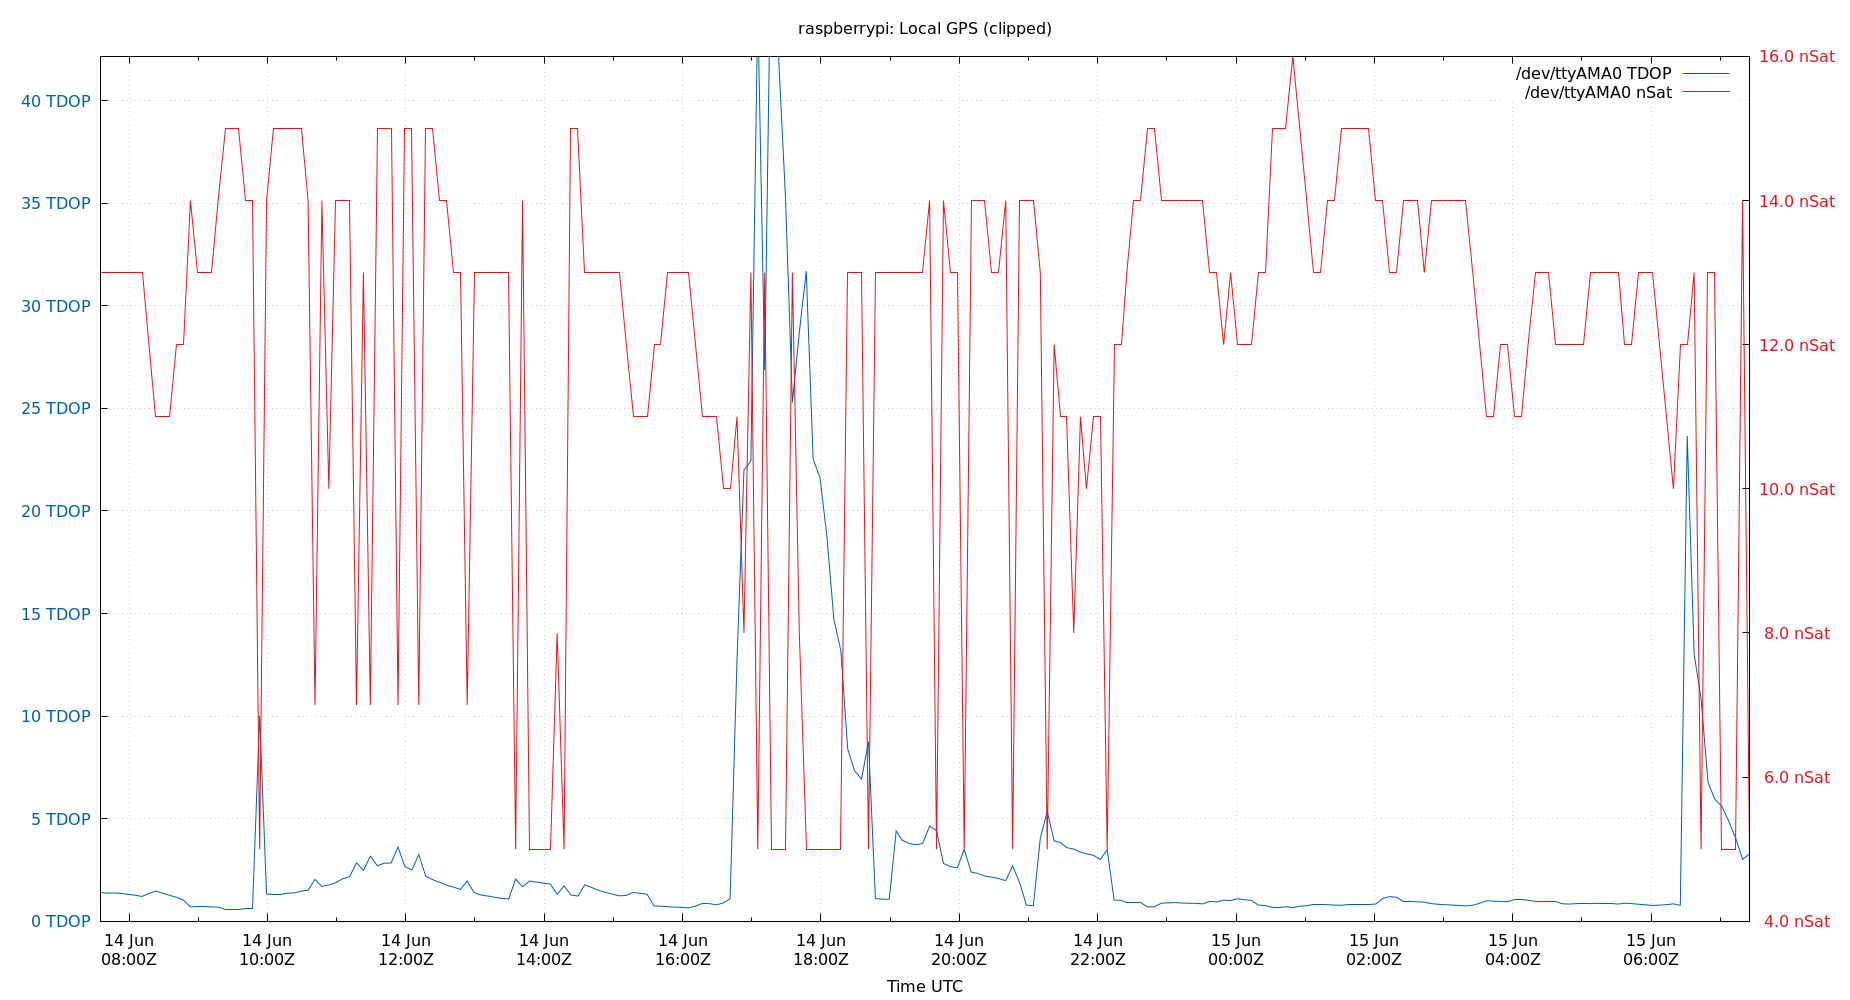 raspberrypi: Local GPS (clipped)
/dev/ttyAMA0 TDOP
/dev/ttyAMA0 nSat
40 TDOP
35 TDOP
30 TDOP
25 TDOP
20 TDOP
15 TDOP
10 TDOP
5 TDOP
0 TDOP
16.0 nSat
14.0 nSat
12.0 nSat
10.0 nSat
8.0 nSat
6.0 nSat
4.0 nSat
14 Jun 14 Jun 14 Jun 14 Jun 14 Jun 14 Jun 14 Jun 14 Jun 15 Jun 15 Jun 15 Jun 15 Jun
08:00Z 10:00Z 12:00Z 14:00Z 16:00Z 18:00Z 20:00Z 22:00Z 00:00Z 02:00Z 04:00Z 06:00Z
Time UTC